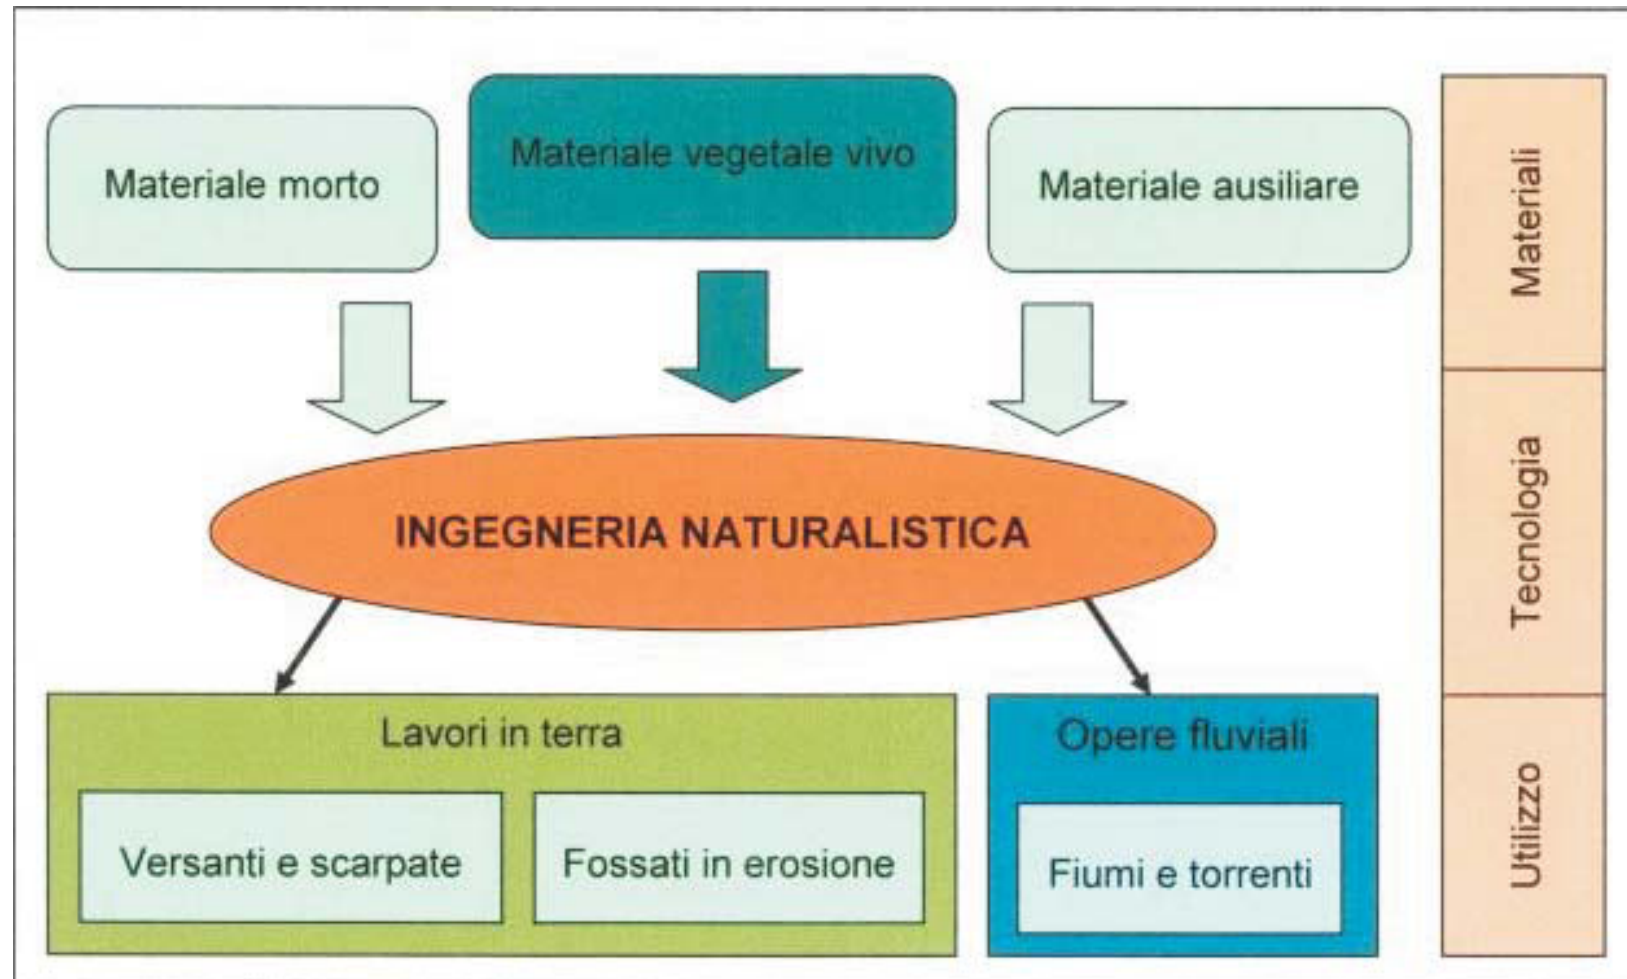 Materiale morto
Materiale vegetale vivo
Materiale ausiliare
Materiali
INGEGNERIA NATURALISTICA
Tecnologia
Lavori in terra
Versanti e scarpate
Fossati in erosione
Opere fluviali
Fiumi e torrenti
Utilizzo